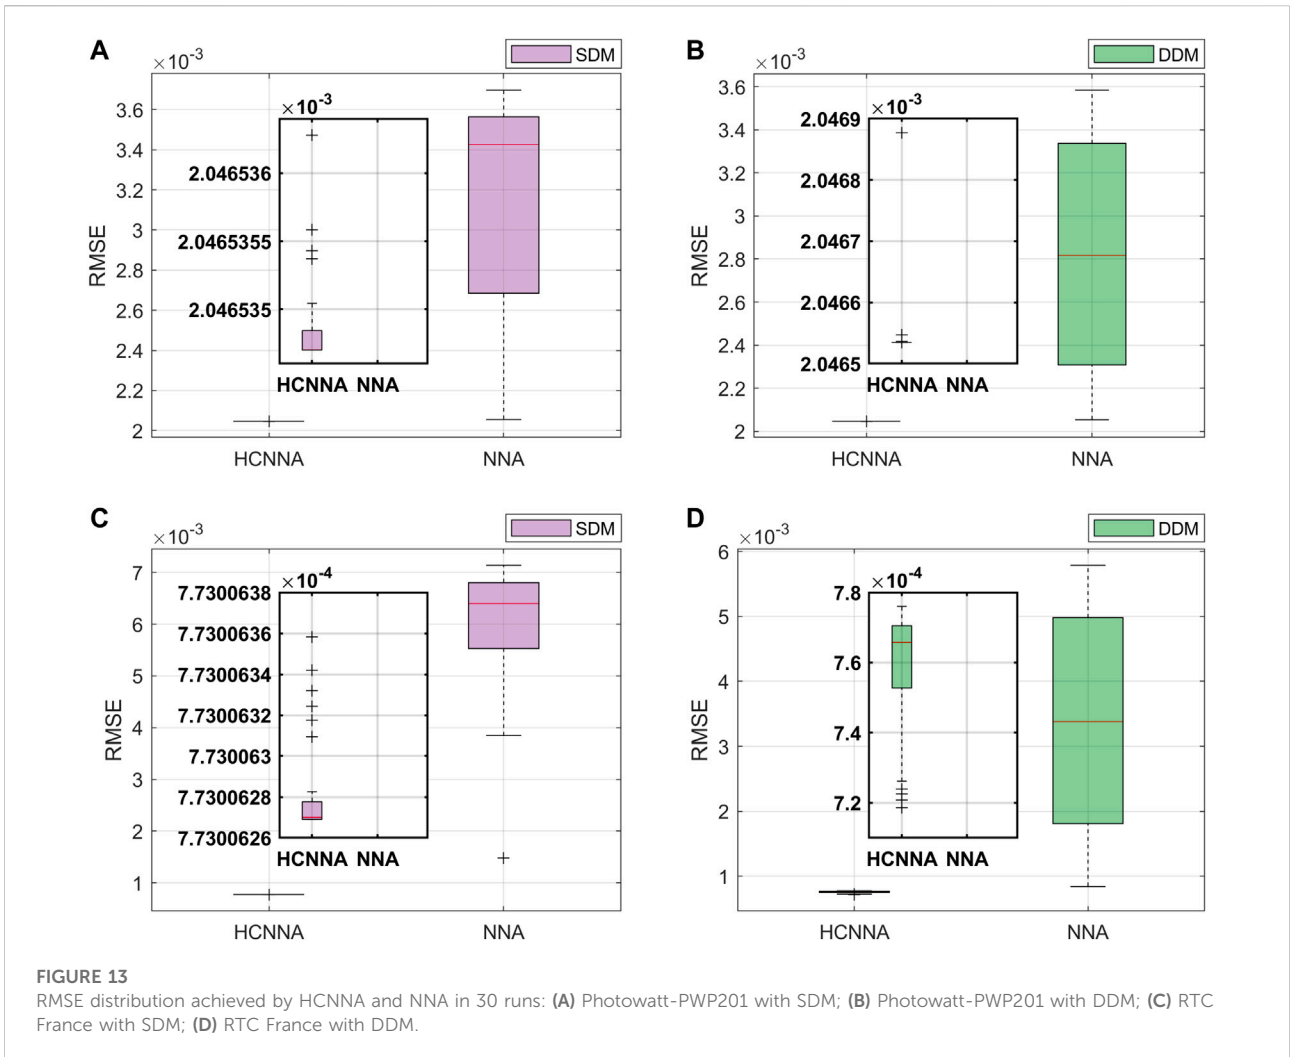 A
×10-3
SDM
3.6
3.4
3.2
3
2.8
2.6
2.4
2.2
2
RMSE
×10-3
2.046536
2.0465355
2.046535
HCNNA NNA
HCNNA
NNA
B
×10-3
DDM
3.6
3.4
3.2
3
2.8
2.6
2.4
2.2
2
RMSE
×10-3
2.0469
2.0468
2.0467
2.0466
2.0465
HCNNA NNA
HCNNA
NNA
C
×10-3
SDM
7
6
5
4
3
2
1
RMSE
×10-4
7.7300638
7.7300636
7.7300634
7.7300632
7.730063
7.7300628
7.7300626
HCNNA NNA
HCNNA
NNA
D
×10-3
DDM
6
5
4
3
2
1
RMSE
×10-4
7.8
7.6
7.4
7.2
HCNNA NNA
HCNNA
NNA
FIGURE 13
RMSE distribution achieved by HCNNA and NNA in 30 runs: (A) Photowatt-PWP201 with SDM; (B) Photowatt-PWP201 with DDM; (C) RTC
France with SDM; (D) RTC France with DDM.